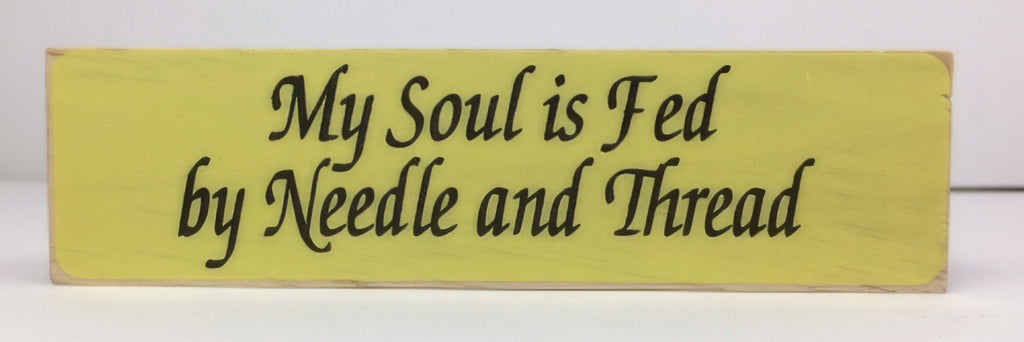 My Soul is Fed
by Needle and Thread